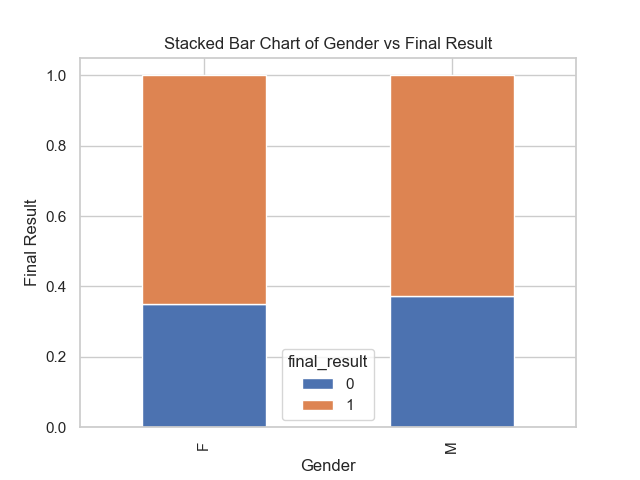 Stacked Bar Chart of Gender vs Final Result
1.0
0.8
0.6
0.4
0.2
0.0
Final Result
final_result
0
1
F
M
Gender